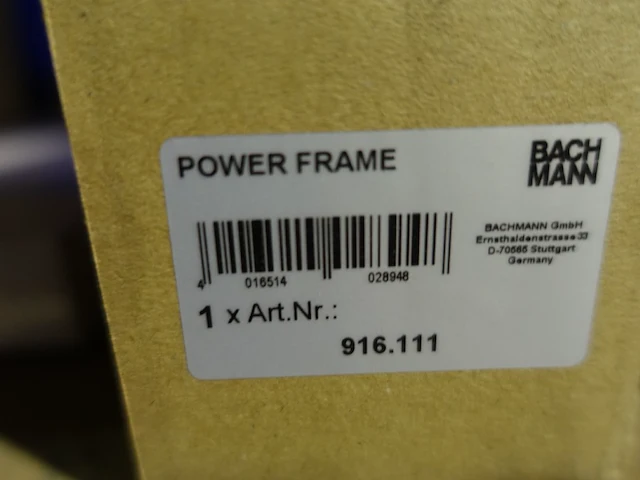 POWER FRAME
BACH
MANN
BACHMANN GmbH
Ernsthaldenstrasse 33
D-70565 Stuttgart
Germany
4 016514 028948
1 x Art.Nr.:
916.111